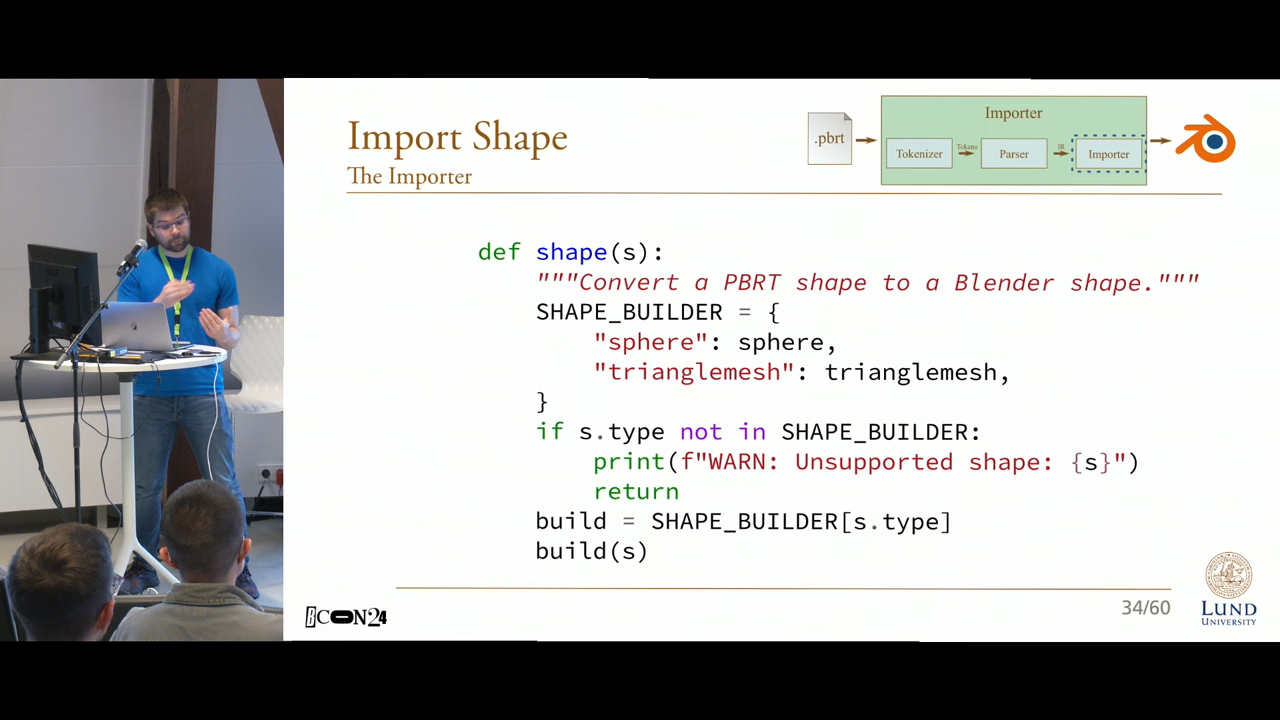 Import Shape
The Importer
.pbrt
Importer
Tokenizer
Tokens
Parser
IR
Importer
def shape(s):
"""Convert a PBRT shape to a Blender shape."""
SHAPE_BUILDER = {
"sphere": sphere,
"trianglemesh": trianglemesh,
}
if s.type not in SHAPE_BUILDER:
print(f"WARN: Unsupported shape: {s}")
return
build = SHAPE_BUILDER[s.type]
build(s)
BCON24
34/60
LUND
UNIVERSITY